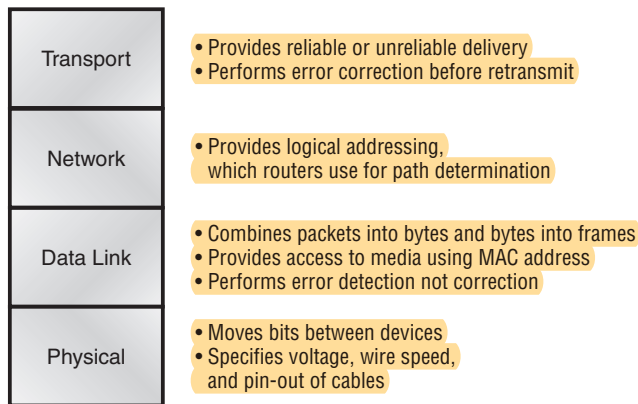 Transport
• Provides reliable or unreliable delivery
• Performs error correction before retransmit
Network
• Provides logical addressing,
which routers use for path determination
Data Link
• Combines packets into bytes and bytes into frames
• Provides access to media using MAC address
• Performs error detection not correction
Physical
• Moves bits between devices
• Specifies voltage, wire speed,
and pin-out of cables